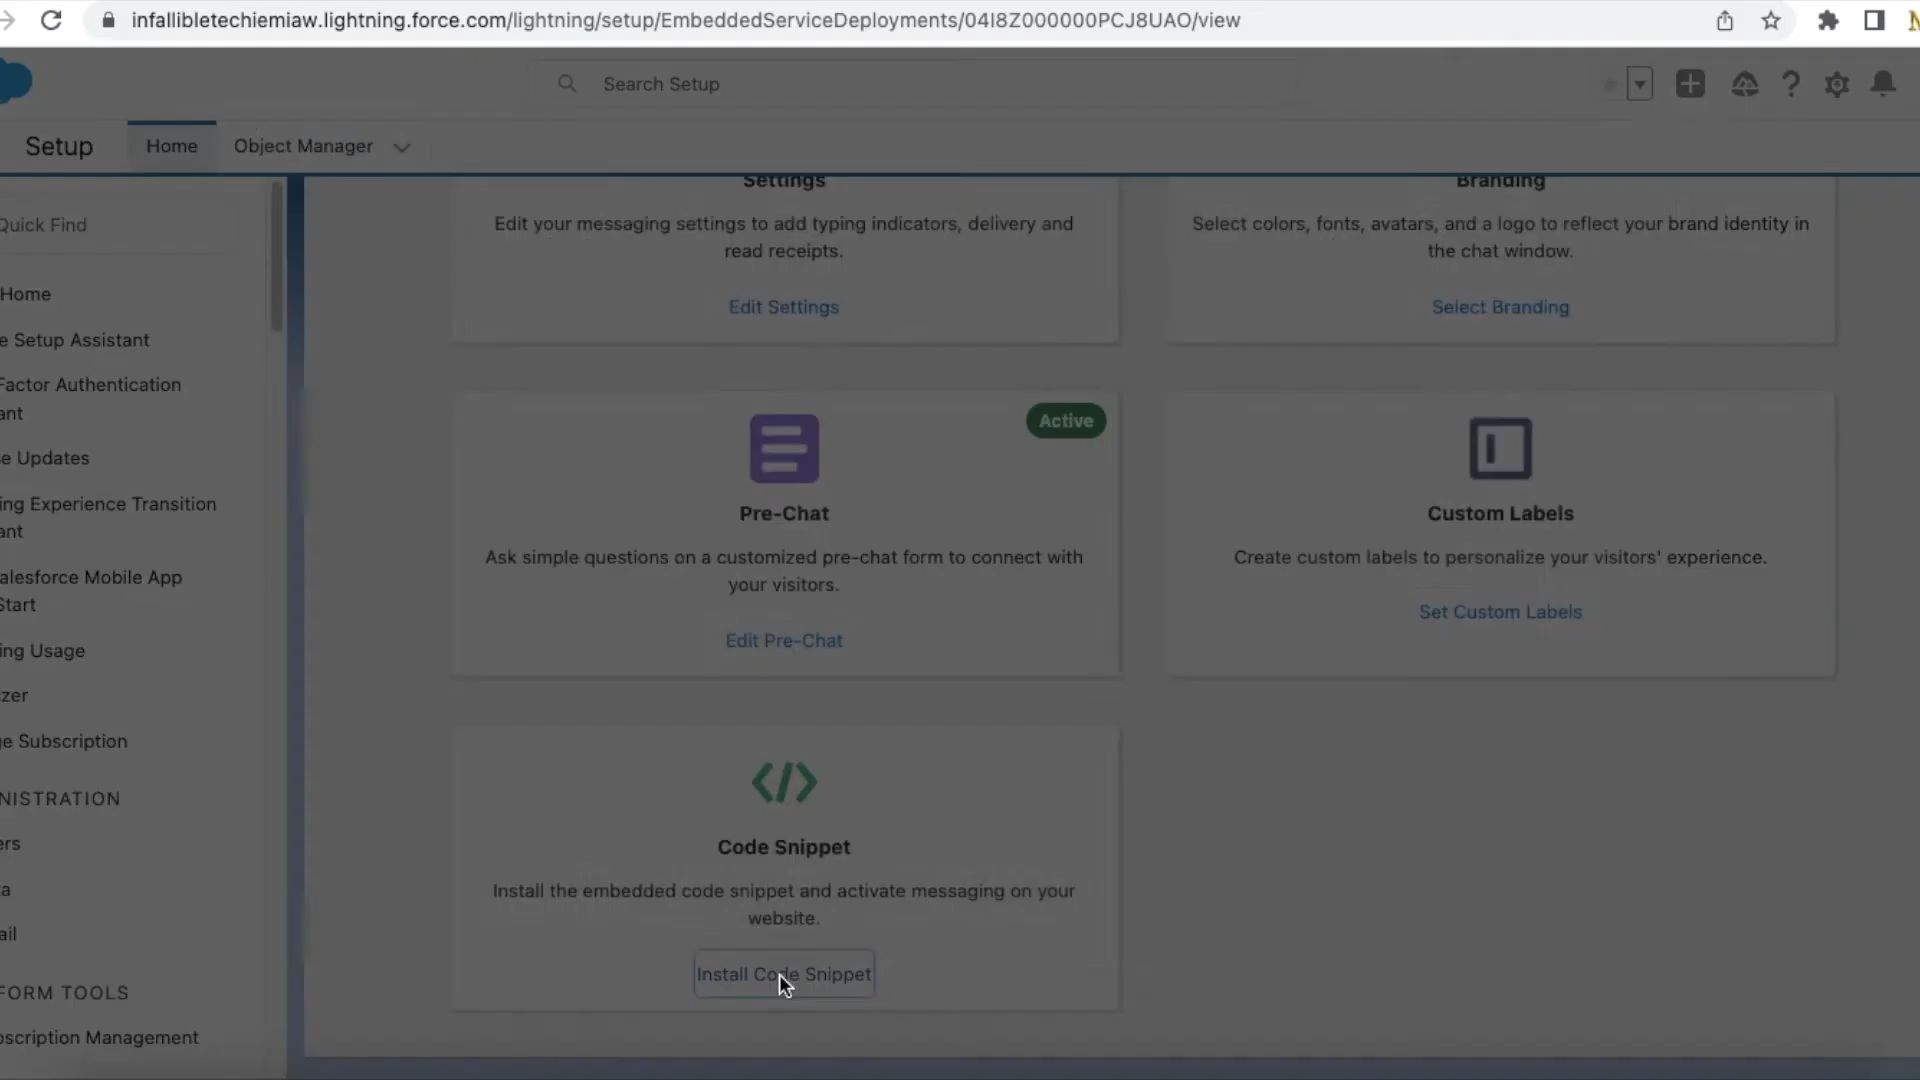 infallibletechiemiaw.lightning.force.com/lightning/setup/EmbeddedServiceDeployments/04I8Z000000PCJ8UAO/view
Search Setup
Setup
Home
Object Manager
Quick Find
Home
e Setup Assistant
Factor Authentication
ant
e Updates
ing Experience Transition
ant
alesforce Mobile App
Start
ing Usage
zer
ge Subscription
NISTRATION
ers
a
ail
FORM TOOLS
bscription Management
Settings
Edit your messaging settings to add typing indicators, delivery and
read receipts.
Edit Settings
Branding
Select colors, fonts, avatars, and a logo to reflect your brand identity in
the chat window.
Select Branding
Active
Pre-Chat
Ask simple questions on a customized pre-chat form to connect with
your visitors.
Edit Pre-Chat
Custom Labels
Create custom labels to personalize your visitors' experience.
Set Custom Labels
Code Snippet
Install the embedded code snippet and activate messaging on your
website.
Install Code Snippet